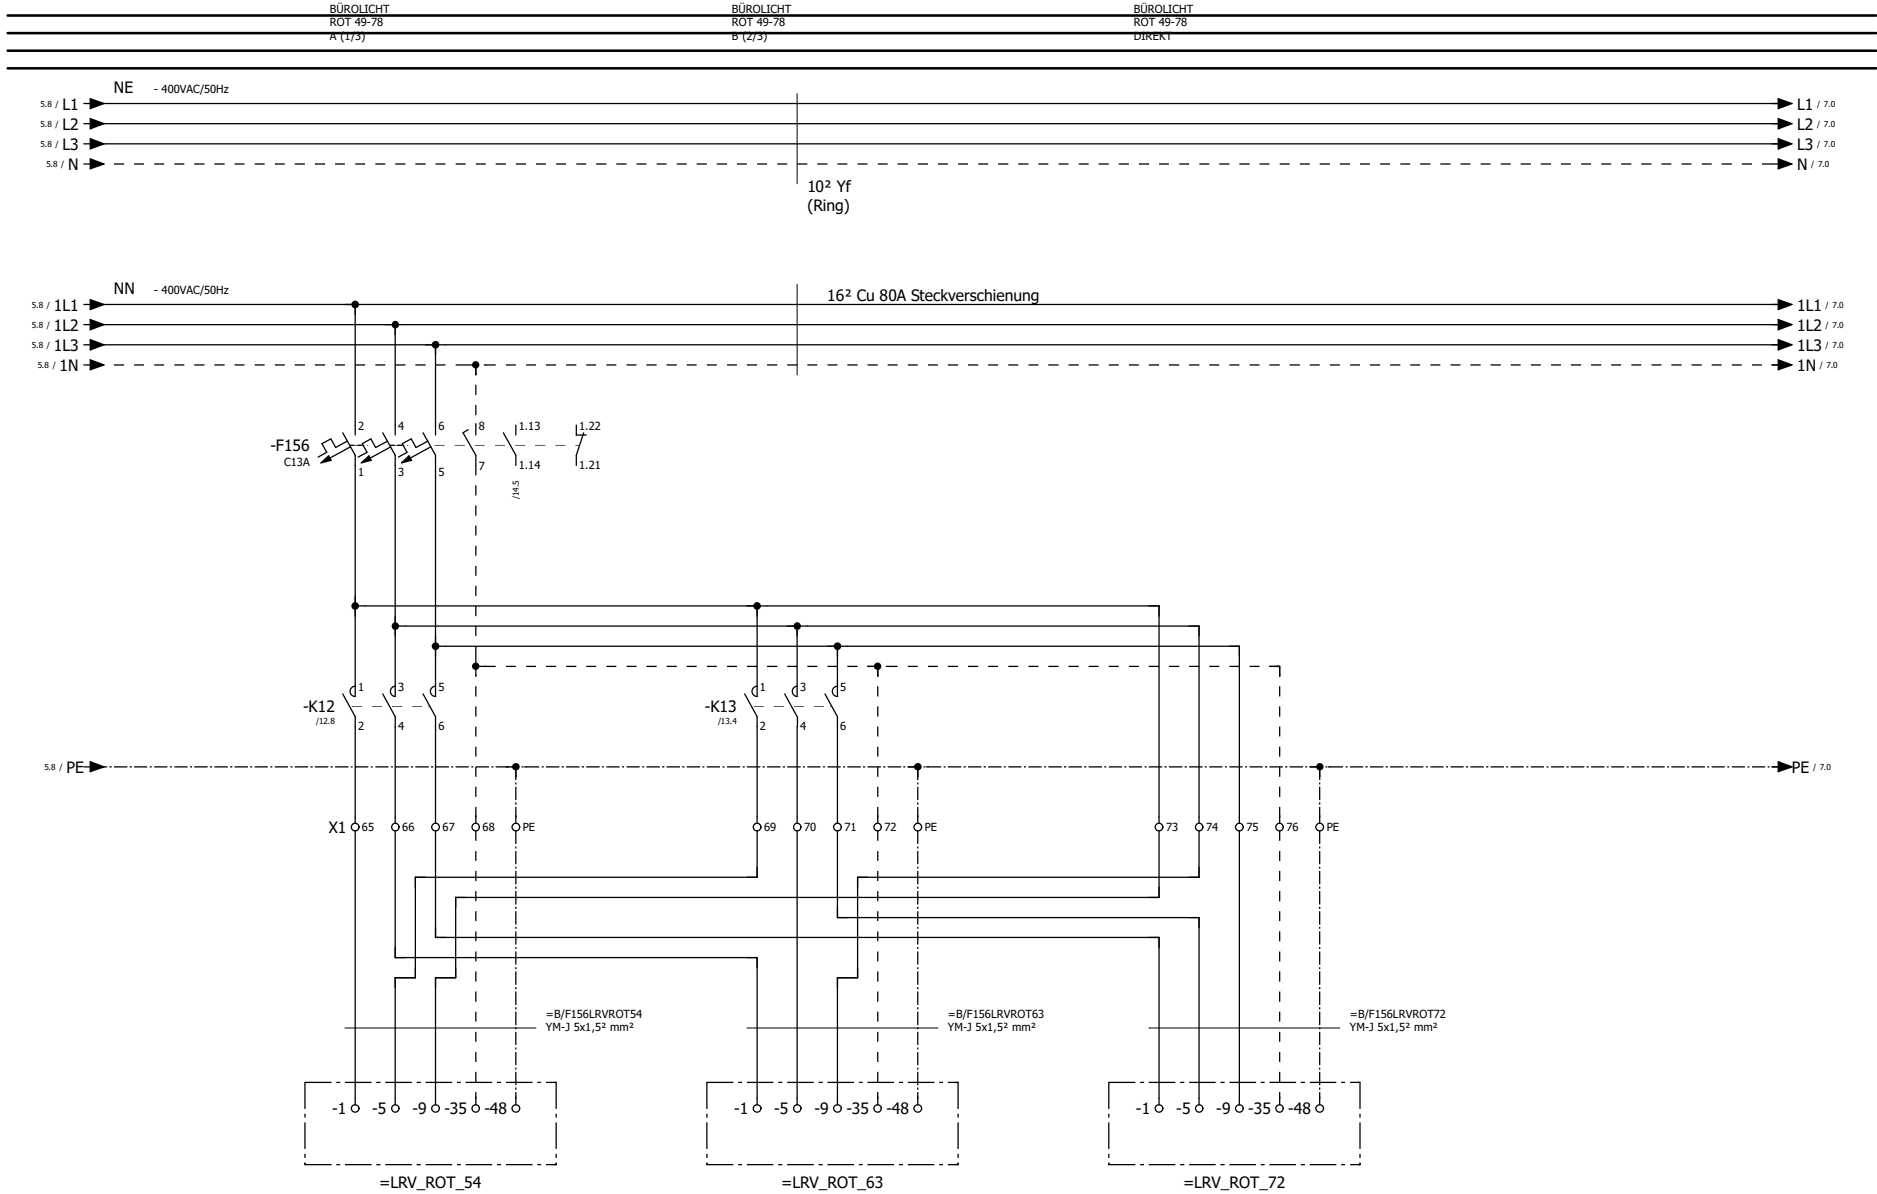 BÜROLICHT BÜROLICHT BÜROLICHT
ROT 49-78 ROT 49-78 ROT 49-78
A (1/3) B (2/3) DIREKT
NE - 400VAC/50Hz
5.8 / L1 L1 / 7.0
5.8 / L2 L2 / 7.0
5.8 / L3 L3 / 7.0
5.8 / N N / 7.0
10² Yf
(Ring)
NN - 400VAC/50Hz
16² Cu 80A Steckverschienung
5.8 / 1L1 1L1 / 7.0
5.8 / 1L2 1L2 / 7.0
5.8 / 1L3 1L3 / 7.0
5.8 / 1N 1N / 7.0
2 4 6 8 1.13 1.22
-F156
C13A
1 3 5 7 1.14 1.21
/14.5
1 3 5 1 3 5
-K12 -K13
/12.8 /13.4
2 4 6 2 4 6
5.8 / PE PE / 7.0
X1 65 66 67 68 PE 69 70 71 72 PE 73 74 75 76 PE
=B/F156LRVROT54 =B/F156LRVROT63 =B/F156LRVROT72
YM-J 5x1,5² mm² YM-J 5x1,5² mm² YM-J 5x1,5² mm²
-1 -5 -9 -35 -48 -1 -5 -9 -35 -48 -1 -5 -9 -35 -48
=LRV_ROT_54 =LRV_ROT_63 =LRV_ROT_72